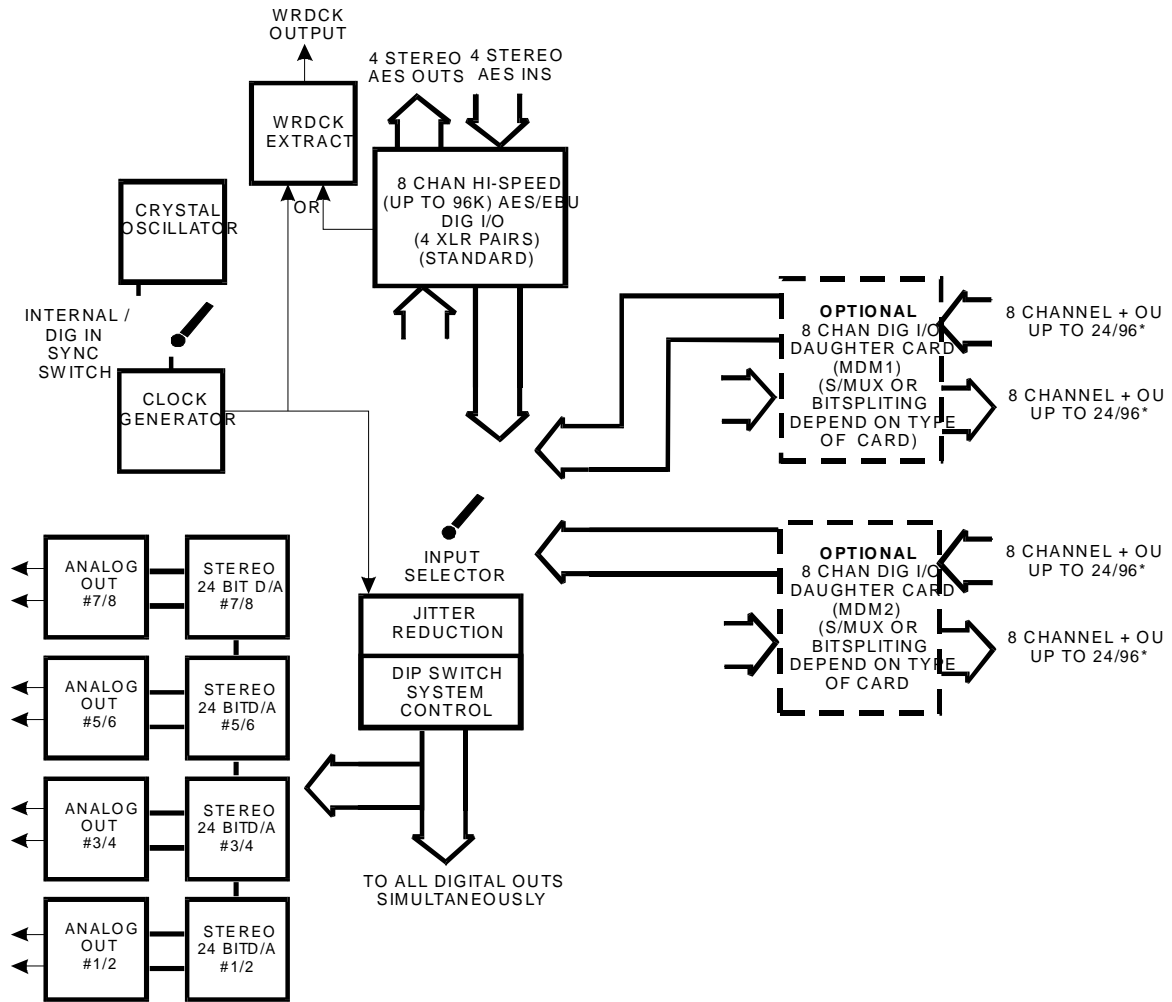 WRDCK
OUTPUT
4 STEREO
AES OUTS
4 STEREO
AES INS
WRDCK
EXTRACT
OR
8 CHAN HI-SPEED
(UP TO 96K) AES/EBU
DIG I/O
(4 XLR PAIRS)
(STANDARD)
CRYSTAL
OSCILLATOR
INTERNAL /
DIG IN
SYNC
SWITCH
CLOCK
GENERATOR
OPTIONAL
8 CHAN DIG I/O
DAUGHTER CARD
(MDM1)
(S/MUX OR
BITSPLITING
DEPEND ON TYPE
OF CARD)
8 CHANNEL + OU
UP TO 24/96*
8 CHANNEL + OU
UP TO 24/96*
INPUT
SELECTOR
JITTER
REDUCTION
DIP SWITCH
SYSTEM
CONTROL
OPTIONAL
8 CHAN DIG I/O
DAUGHTER CARD
(MDM2)
(S/MUX OR
BITSPLITING
DEPEND ON TYPE
OF CARD
8 CHANNEL + OU
UP TO 24/96*
8 CHANNEL + OU
UP TO 24/96*
ANALOG
OUT
#7/8
STEREO
24 BIT D/A
#7/8
ANALOG
OUT
#5/6
STEREO
24 BITD/A
#5/6
ANALOG
OUT
#3/4
STEREO
24 BITD/A
#3/4
ANALOG
OUT
#1/2
STEREO
24 BITD/A
#1/2
TO ALL DIGITAL OUTS
SIMULTANEOUSLY